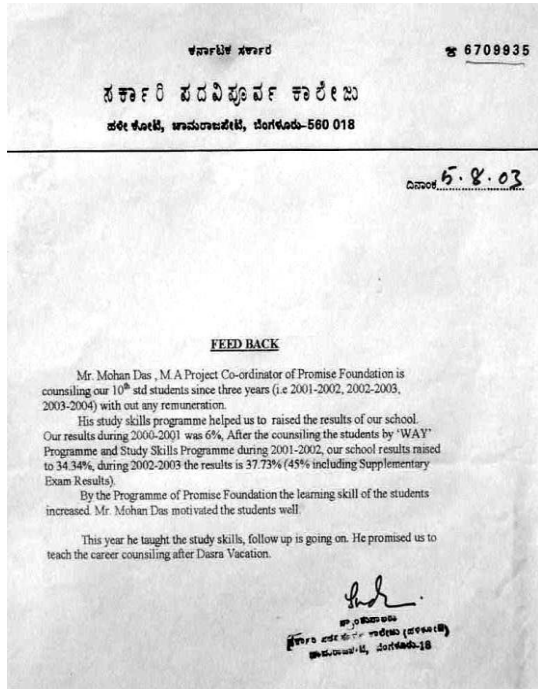 ಕರ್ನಾಟಕ ಸರ್ಕಾರ
☎ 6709935
ಸರ್ಕಾರಿ ಪದವಿಪೂರ್ವ ಕಾಲೇಜು
ಹಳೇ ಕೋಟೆ, ಚಾಮರಾಜಪೇಟೆ, ಬೆಂಗಳೂರು-560 018
ದಿನಾಂಕ 5.8.03
FEED BACK
Mr. Mohan Das , M.A Project Co-ordinator of Promise Foundation is
counsiling our 10th std students since three years (i.e 2001-2002, 2002-2003,
2003-2004) with out any remuneration.
His study skills programme helped us to raised the results of our school.
Our results during 2000-2001 was 6%, After the counsiling the students by 'WAY'
Programme and Study Skills Programme during 2001-2002, our school results raised
to 34.34%, during 2002-2003 the results is 37.73% (45% including Supplementary
Exam Results).
By the Programme of Promise Foundation the learning skill of the students
increased. Mr. Mohan Das motivated the students well.
This year he taught the study skills, follow up is going on. He promised us to
teach the career counsiling after Dasra Vacation.
ಪ್ರಾಂಶುಪಾಲರು
ಸರ್ಕಾರಿ ಪದವಿ ಪೂರ್ವ ಕಾಲೇಜು (ಹಳೇಕೋಟೆ)
ಚಾಮರಾಜಪೇಟೆ, ಬೆಂಗಳೂರು-18